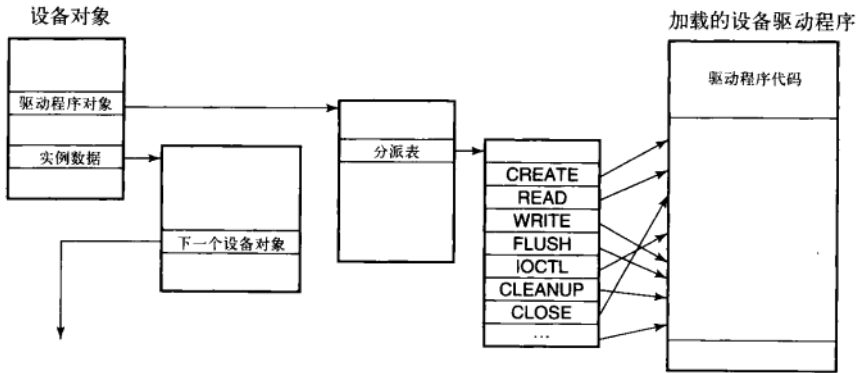 设备对象
加载的设备驱动程序
驱动程序对象
实例数据
下一个设备对象
分派表
CREATE
READ
WRITE
FLUSH
IOCTL
CLEANUP
CLOSE
...
驱动程序代码